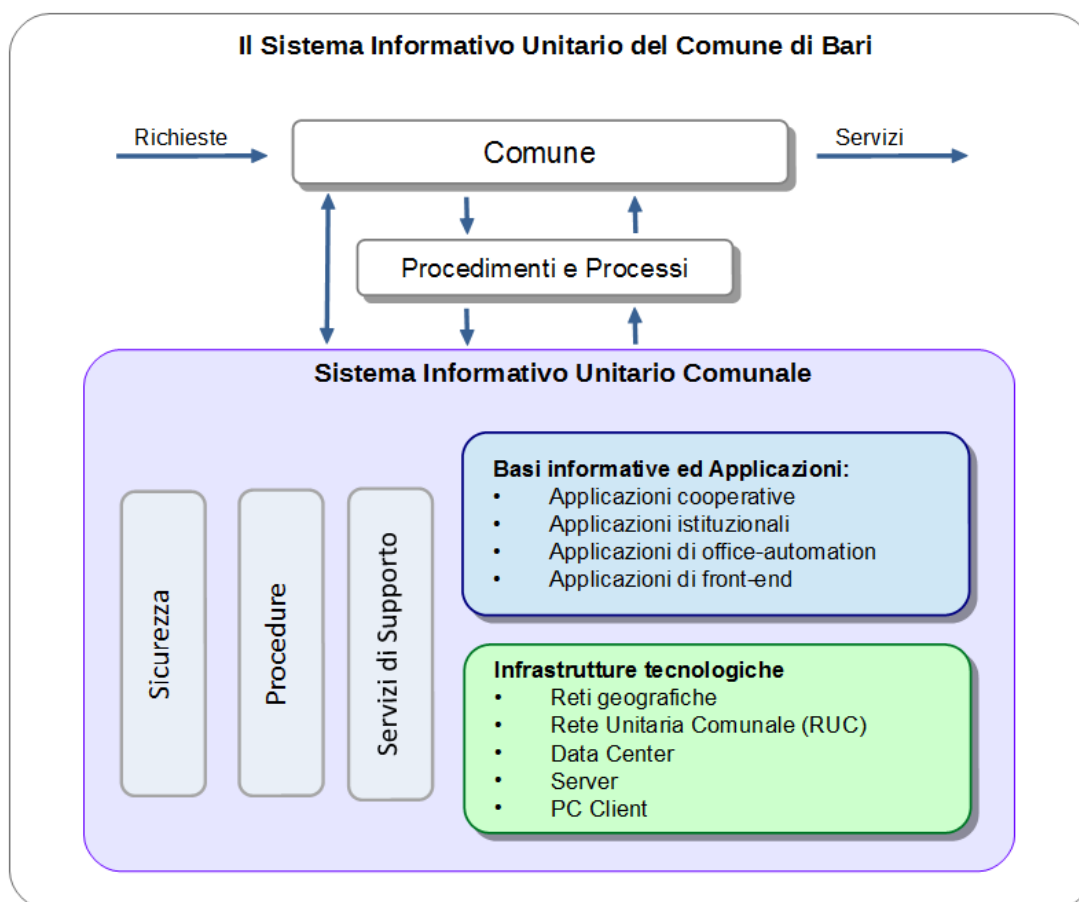 Il Sistema Informativo Unitario del Comune di Bari
Richieste
Comune
Servizi
Procedimenti e Processi
Sistema Informativo Unitario Comunale
Sicurezza
Procedure
Servizi di Supporto
Basi informative ed Applicazioni:
• Applicazioni cooperative
• Applicazioni istituzionali
• Applicazioni di office-automation
• Applicazioni di front-end
Infrastrutture tecnologiche
• Reti geografiche
• Rete Unitaria Comunale (RUC)
• Data Center
• Server
• PC Client